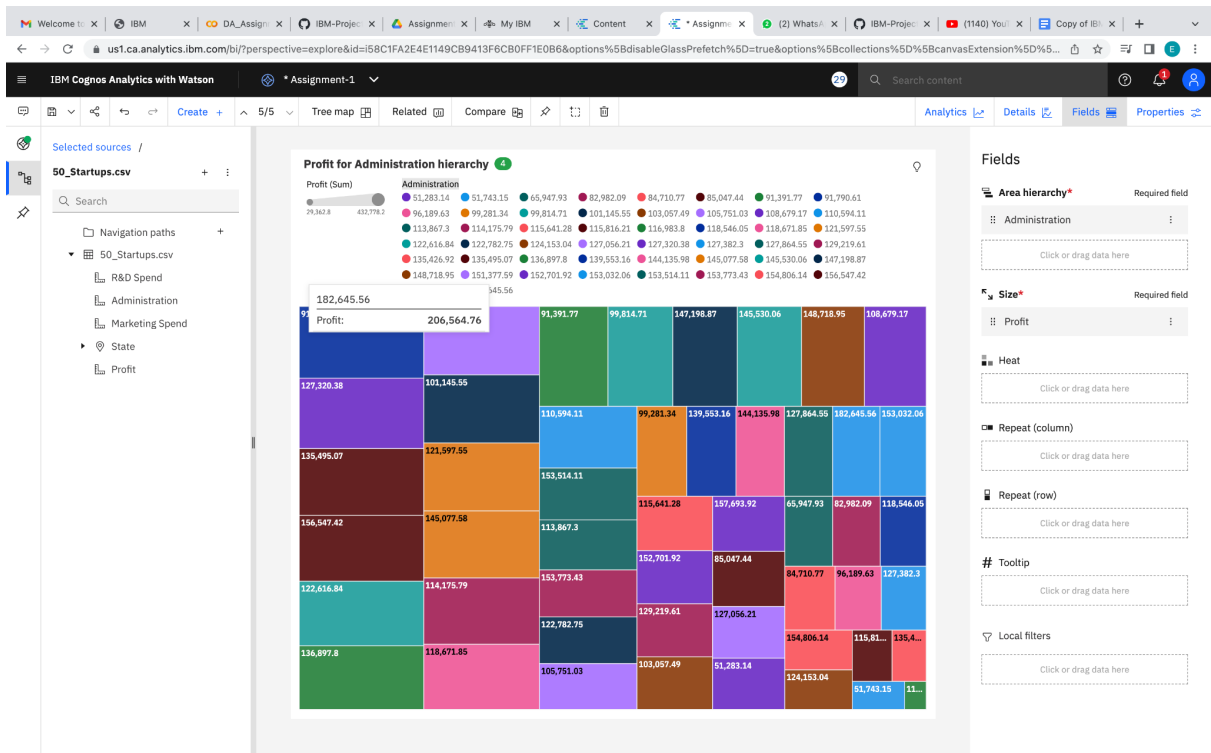 Welcome to
IBM
DA_Assignm
IBM-Projec
Assignmen
My IBM
Content
* Assignme
(2) WhatsA
IBM-Projec
(1140) YouT
Copy of IBM
us1.ca.analytics.ibm.com/bi/?perspective=explore&id=i58C1FA2E4E1149CB9413F6CB0FF1E0B6&options%5BdisableGlassPrefetch%5D=true&options%5Bcollections%5D%5BcanvasExtension%5D%5...
E
IBM Cognos Analytics with Watson
* Assignment-1
29
Search content
1
Create +
5/5
Tree map
Related
Compare
Analytics
Details
Fields
Properties
Selected sources /
50_Startups.csv
Search
Navigation paths
50_Startups.csv
R&D Spend
Administration
Marketing Spend
State
Profit
Profit for Administration hierarchy 4
Profit (Sum)
29,362.8 432,778.2
Administration
51,283.14 51,743.15 65,947.93 82,982.09 84,710.77 85,047.44 91,391.77 91,790.61
96,189.63 99,281.34 99,814.71 101,145.55 103,057.49 105,751.03 108,679.17 110,594.11
113,867.3 114,175.79 115,641.28 115,816.21 116,983.8 118,546.05 118,671.85 121,597.55
122,616.84 122,782.75 124,153.04 127,056.21 127,320.38 127,382.3 127,864.55 129,219.61
135,426.92 135,495.07 136,897.8 139,553.16 144,135.98 145,077.58 145,530.06 147,198.87
148,718.95 151,377.59 152,701.92 153,032.06 153,514.11 153,773.43 154,806.14 156,547.42
645.56
182,645.56
Profit: 206,564.76
91,391.77 99,814.71 147,198.87 145,530.06 148,718.95 108,679.17
127,320.38 101,145.55
110,594.11 99,281.34 139,553.16 144,135.98 127,864.55 182,645.56 153,032.06
135,495.07 121,597.55
153,514.11
115,641.28 157,693.92 65,947.93 82,982.09 118,546.05
156,547.42 145,077.58 113,867.3
152,701.92 85,047.44
84,710.77 96,189.63 127,382.3
122,616.84 114,175.79 153,773.43
129,219.61 127,056.21
122,782.75
154,806.14 115,81... 135,4...
136,897.8 118,671.85
105,751.03 103,057.49 51,283.14
124,153.04
51,743.15 11...
Fields
Area hierarchy* Required field
Administration
Click or drag data here
Size* Required field
Profit
Heat
Click or drag data here
Repeat (column)
Click or drag data here
Repeat (row)
Click or drag data here
Tooltip
Click or drag data here
Local filters
Click or drag data here